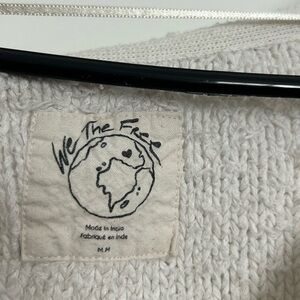 We The Free
Made in India
Fabriqué en Inde
M.M